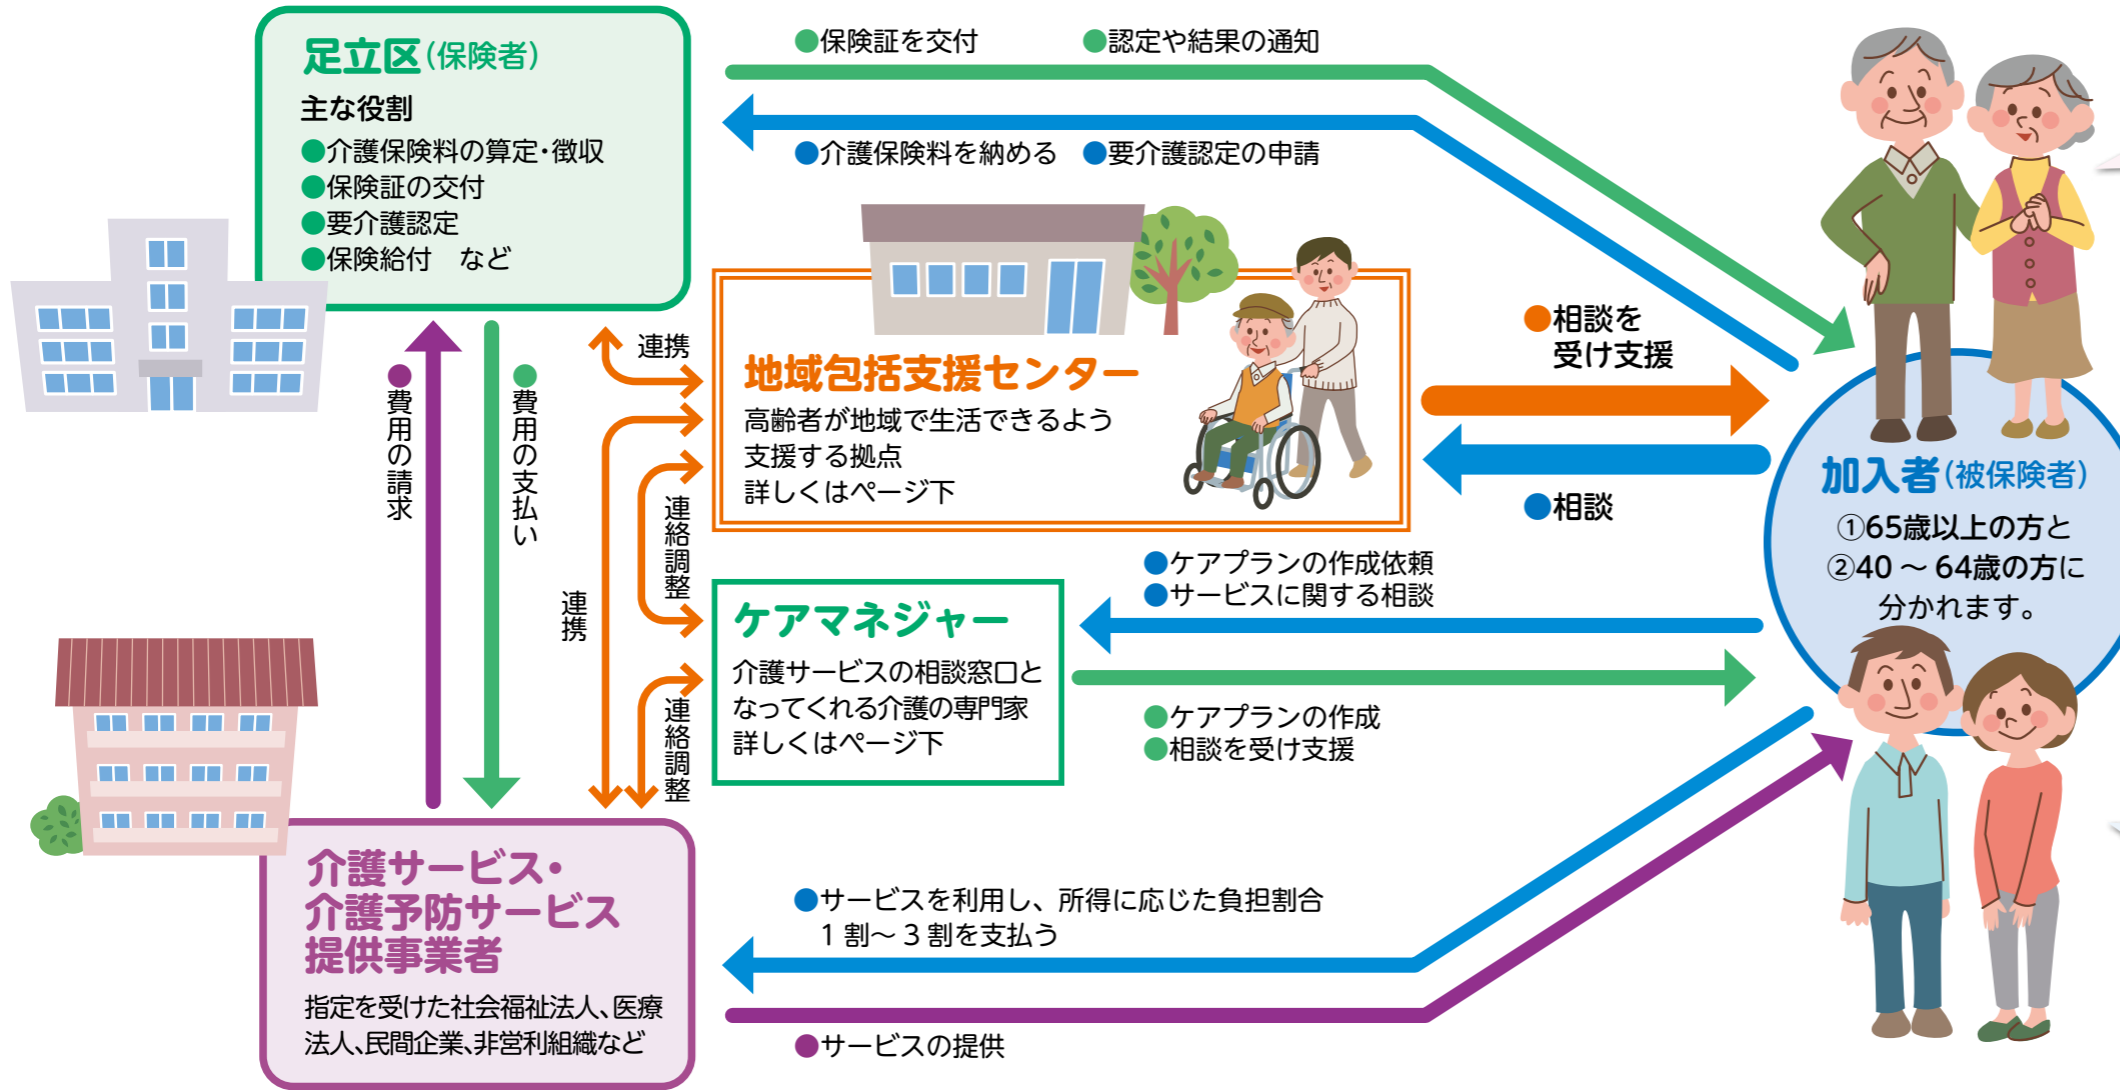 足立区(保険者)
主な役割
●介護保険料の算定・徴収
●保険証の交付
●要介護認定
●保険給付　など
●保険証を交付
●認定や結果の通知
●介護保険料を納める
●要介護認定の申請
連携
●費用の請求
●費用の支払い
地域包括支援センター
高齢者が地域で生活できるよう
支援する拠点
詳しくはページ下
●相談を
受け支援
●相談
加入者(被保険者)
①65歳以上の方と
②40～64歳の方に
分かれます。
連絡調整
連携
●ケアプランの作成依頼
●サービスに関する相談
ケアマネジャー
介護サービスの相談窓口と
なってくれる介護の専門家
詳しくはページ下
●ケアプランの作成
●相談を受け支援
連絡調整
介護サービス・
介護予防サービス
提供事業者
指定を受けた社会福祉法人、医療
法人、民間企業、非営利組織など
●サービスを利用し、所得に応じた負担割合
1割～3割を支払う
●サービスの提供